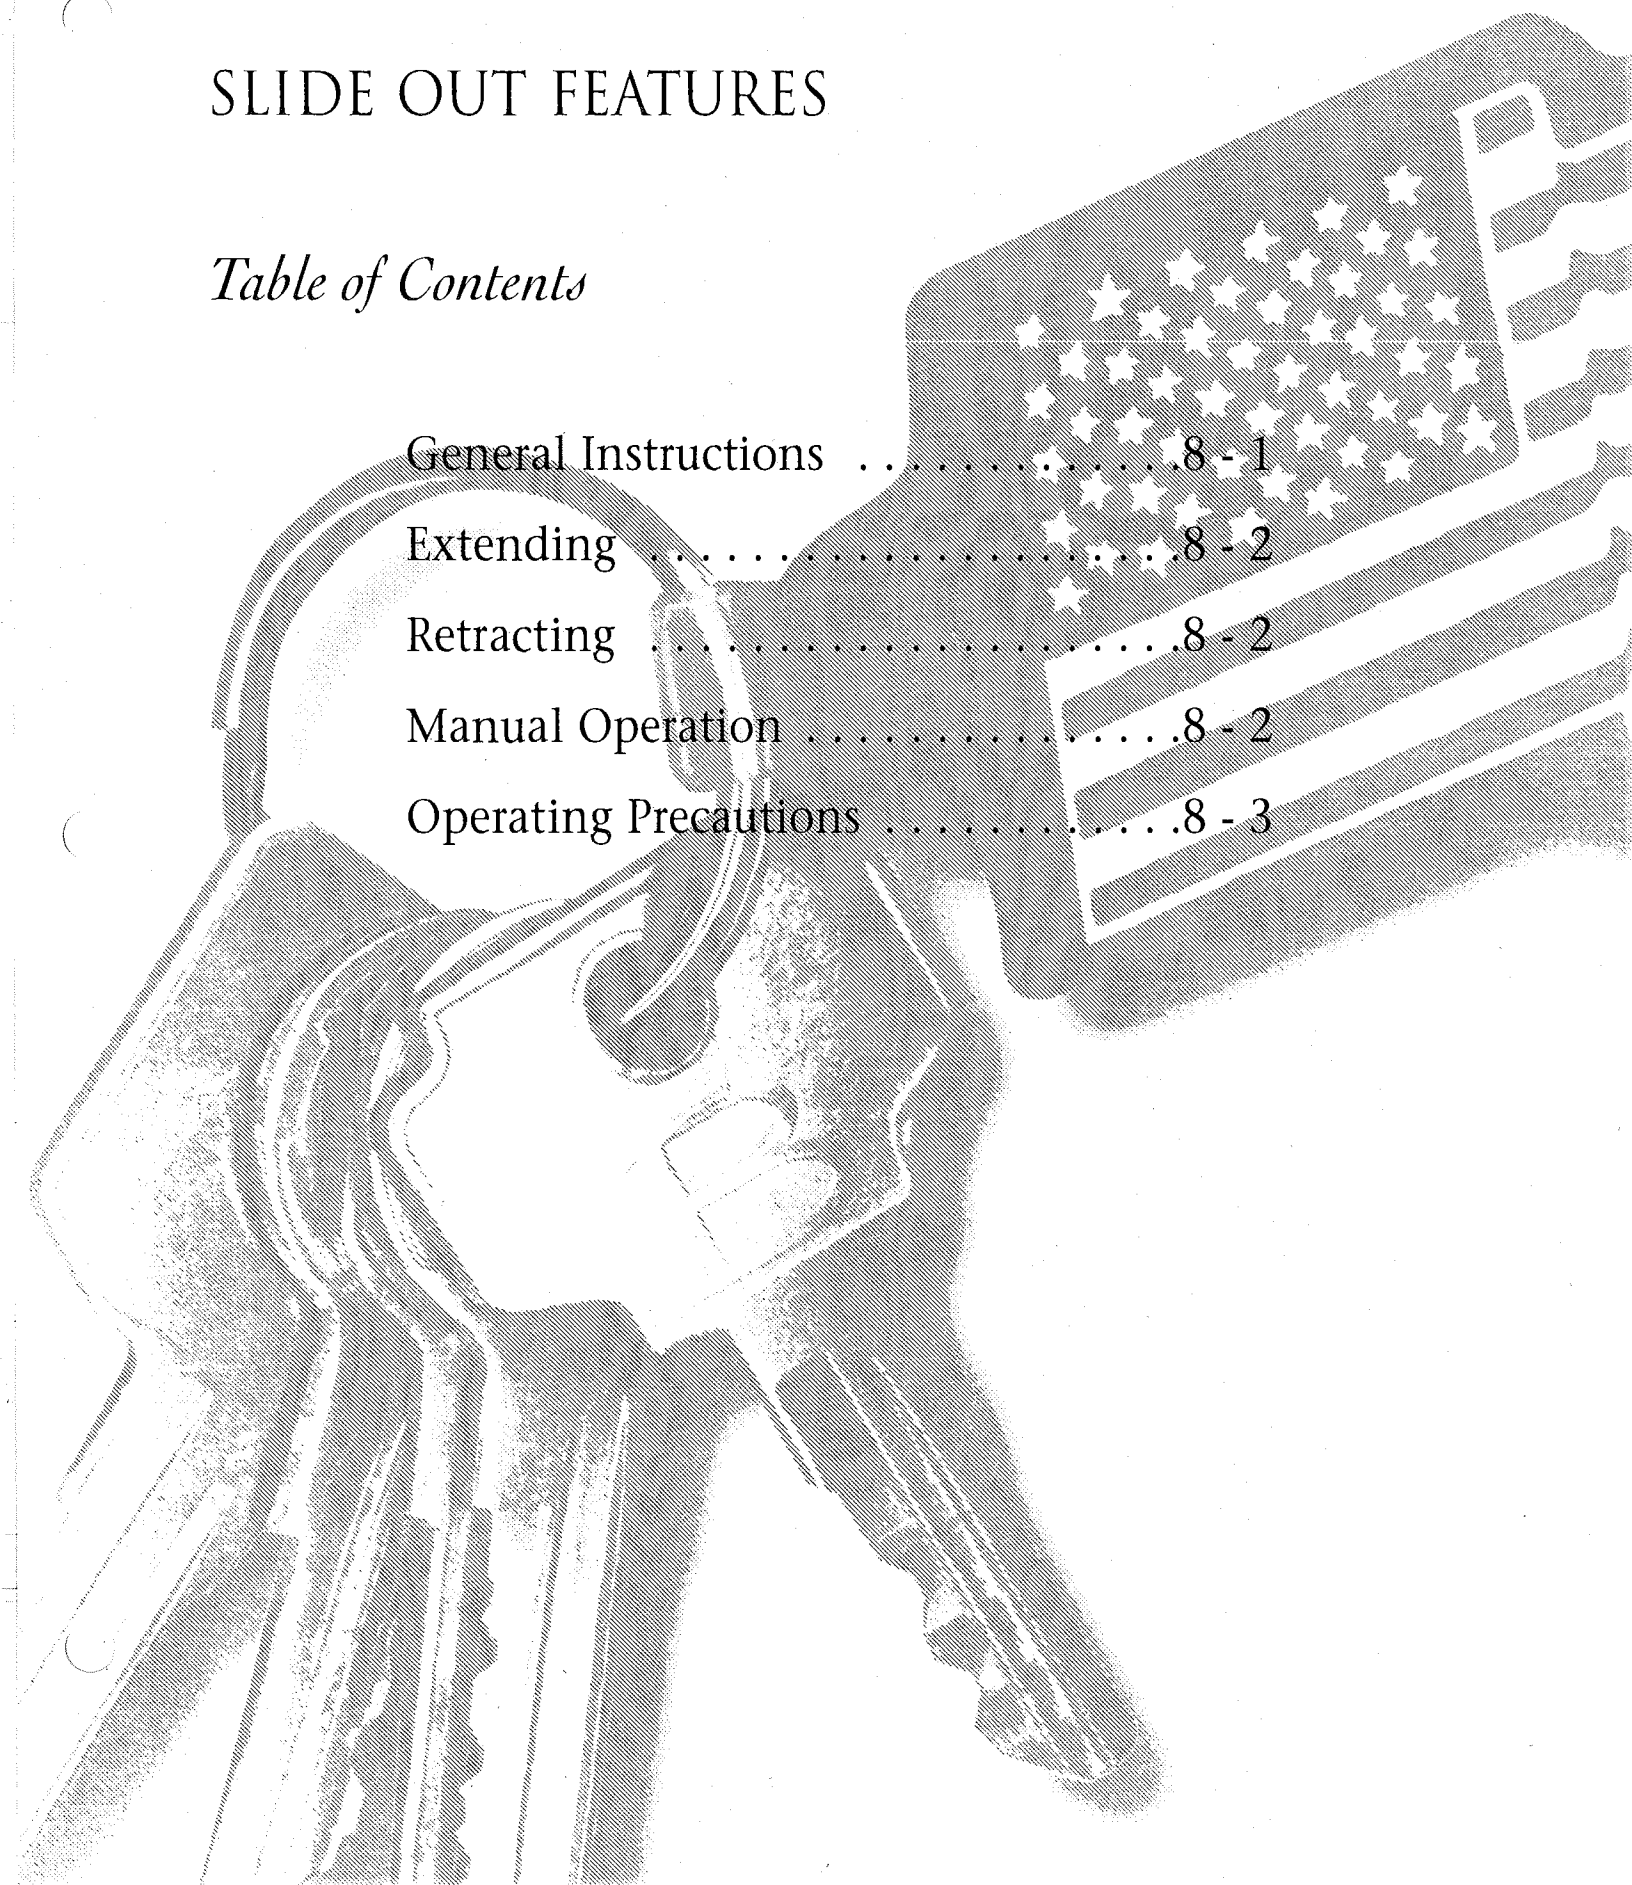 SLIDE OUT FEATURES
Table of Contents
General Instructions . . . . . . . . . . . . .8 - 1
Extending . . . . . . . . . . . . . . . . . . . . .8 - 2
Retracting . . . . . . . . . . . . . . . . . . . . .8 - 2
Manual Operation . . . . . . . . . . . . . . .8 - 2
Operating Precautions . . . . . . . . . . . .8 - 3